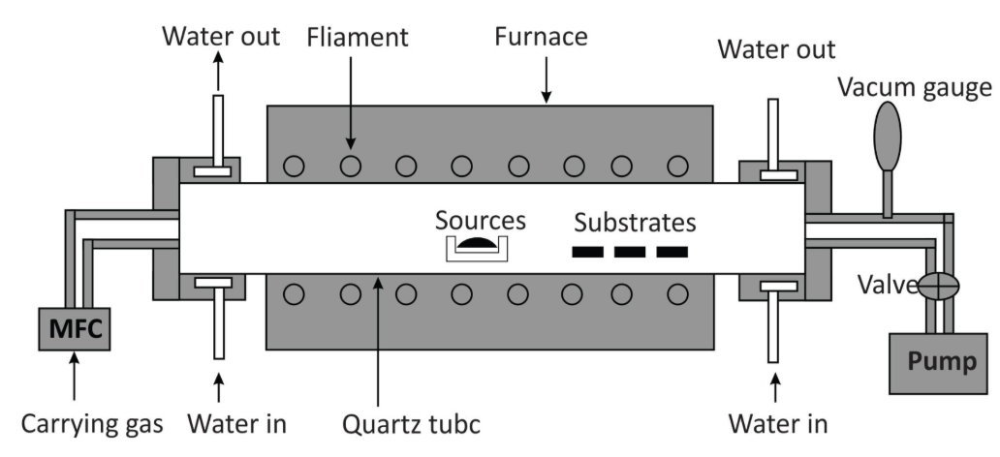 Water out
Fliament
Furnace
Water out
Vacum gauge
Sources
Substrates
Valve
MFC
Pump
Carrying gas
Water in
Quartz tubc
Water in